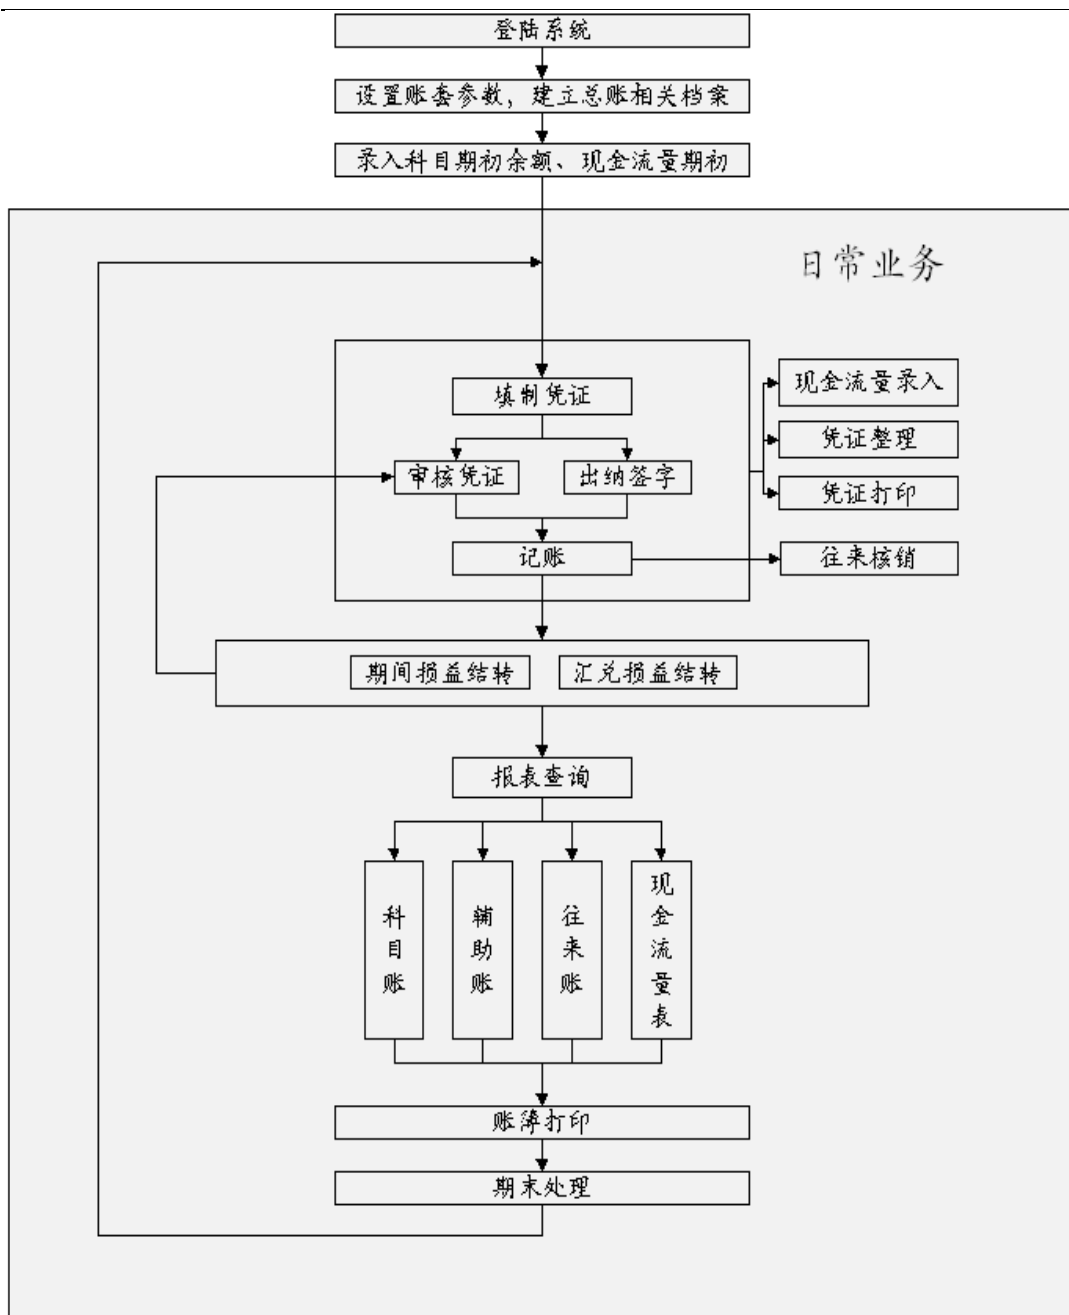 登陆系统
设置账套参数，建立总账相关档案
录入科目期初余额、现金流量期初
日常业务
填制凭证
审核凭证
出纳签字
记账
现金流量录入
凭证整理
凭证打印
往来核销
期间损益结转
汇兑损益结转
报表查询
科目账
辅助账
往来账
现金流量表
账簿打印
期末处理